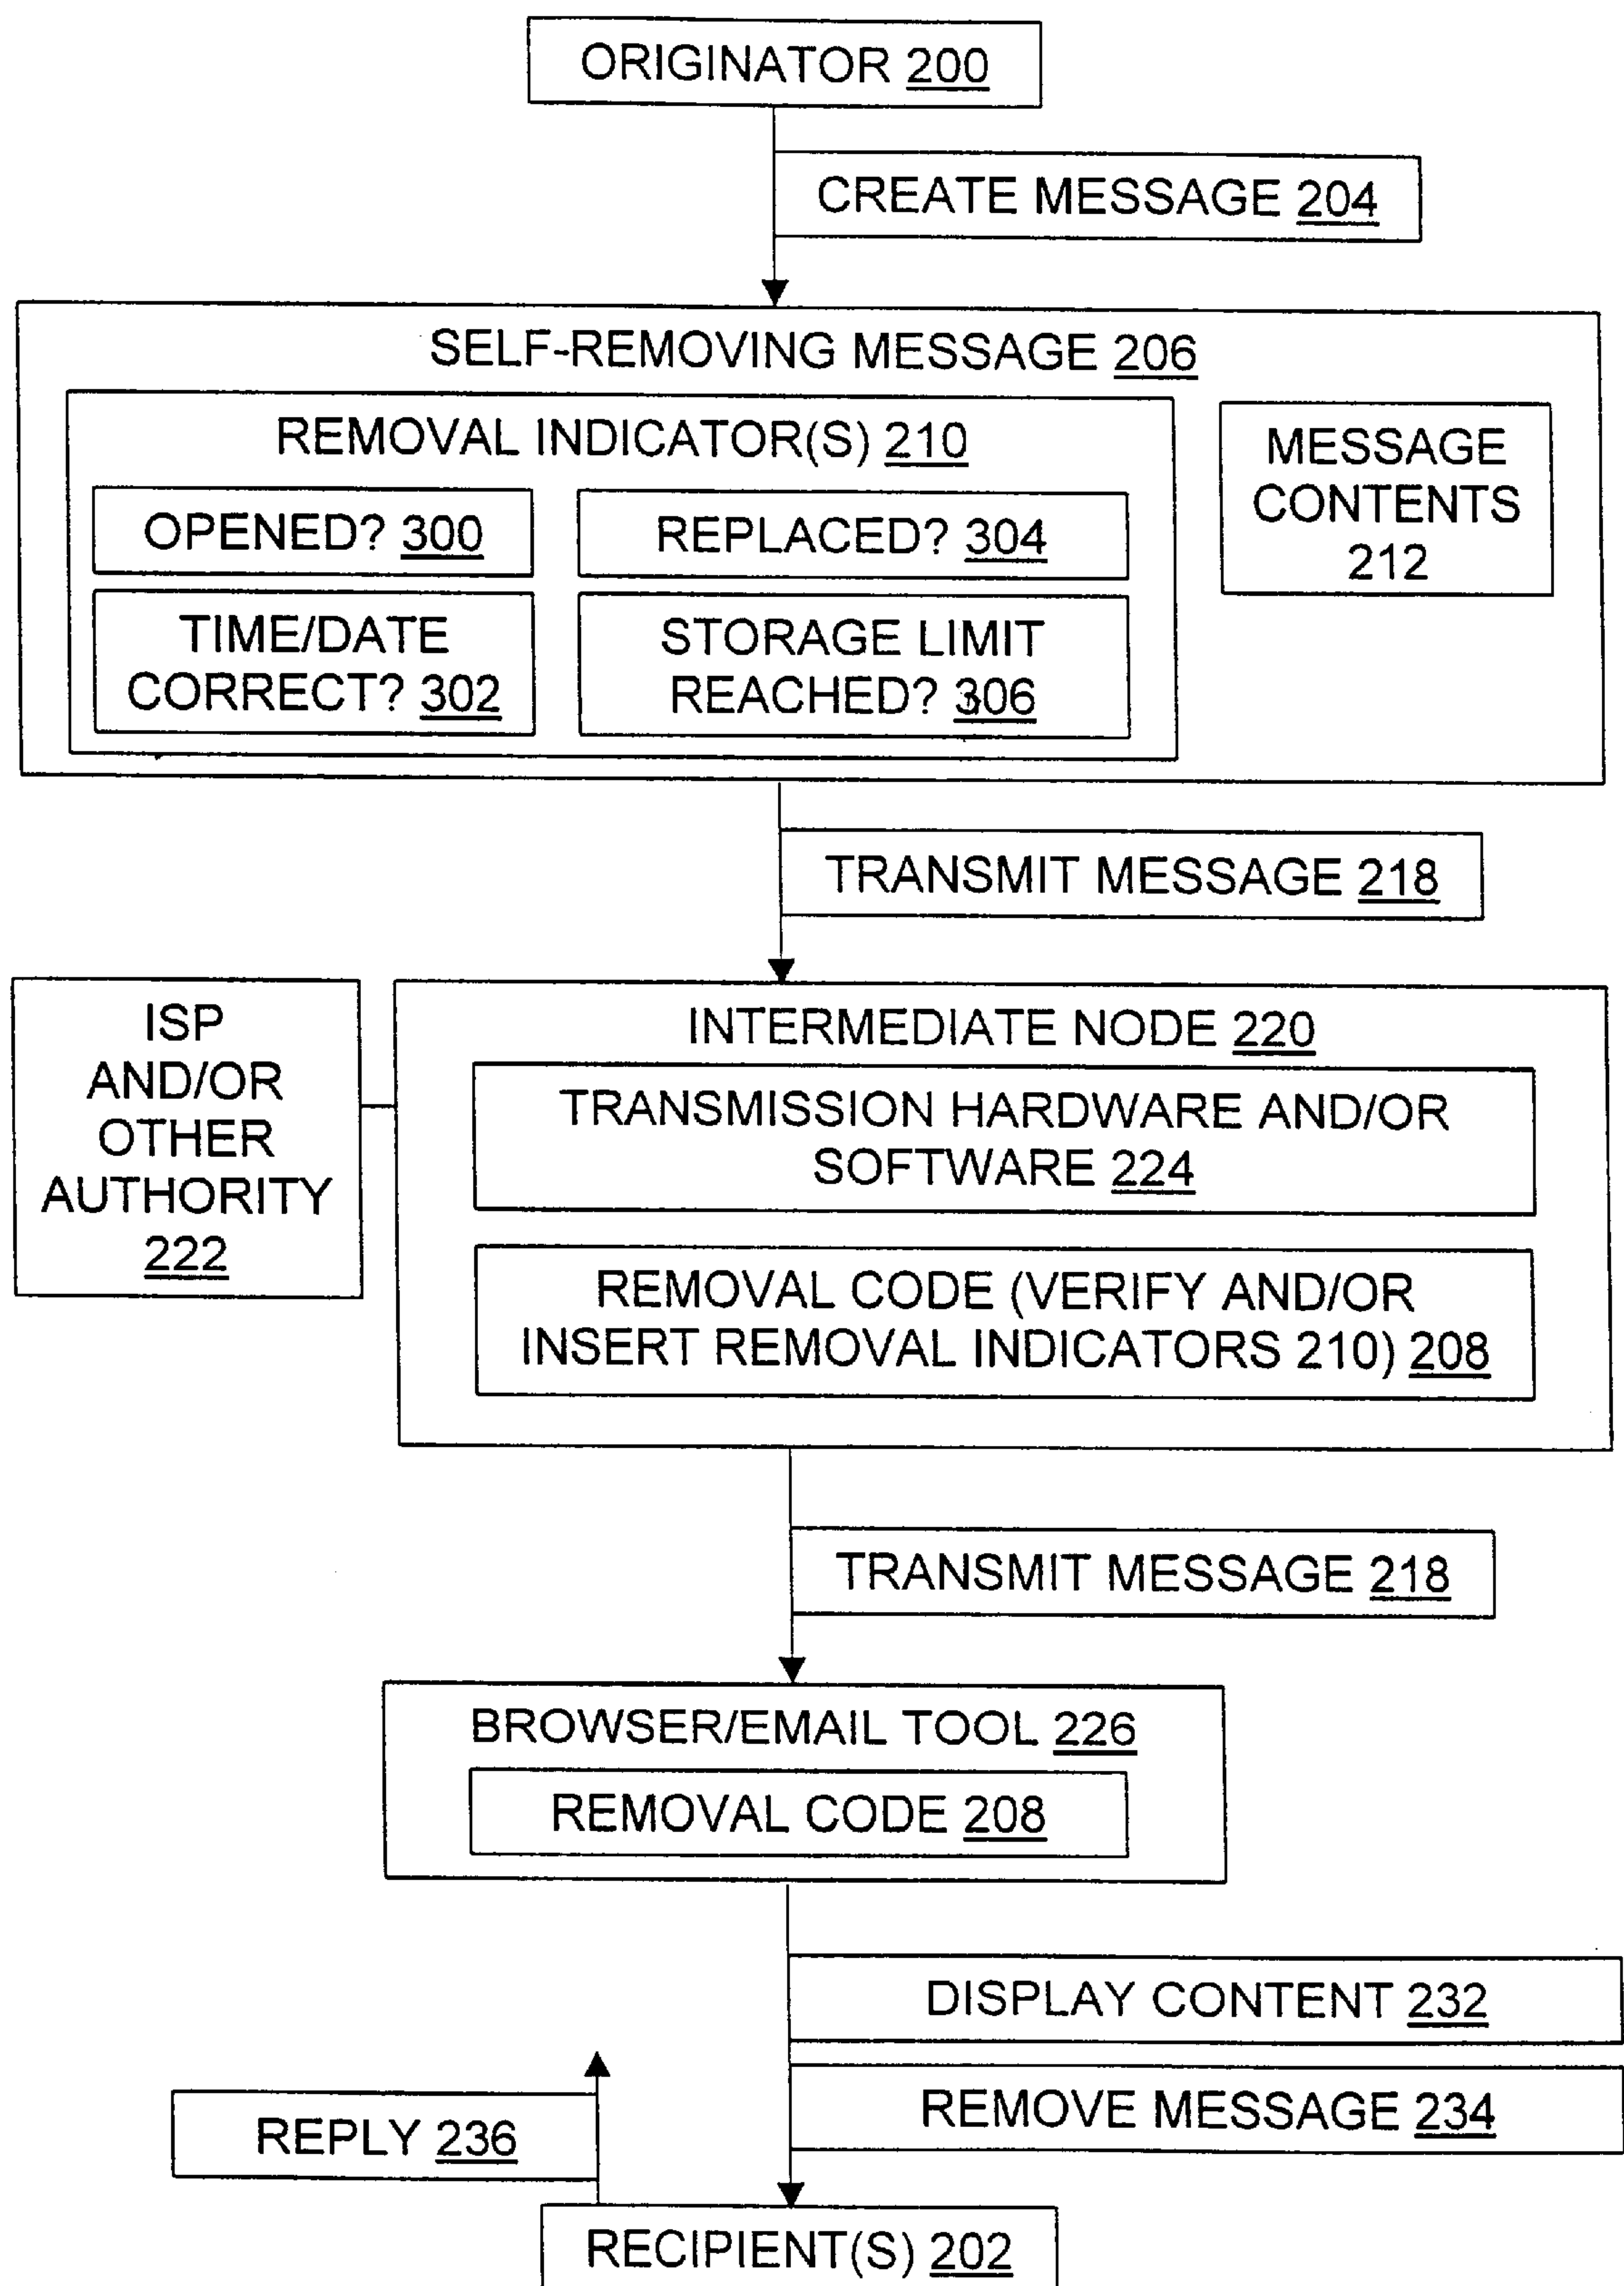 ORIGINATOR 200
CREATE MESSAGE 204
SELF-REMOVING MESSAGE 206
REMOVAL INDICATOR(S) 210
OPENED? 300
REPLACED? 304
TIME/DATE
CORRECT? 302
STORAGE LIMIT
REACHED? 306
MESSAGE
CONTENTS
212
TRANSMIT MESSAGE 218
ISP
AND/OR
OTHER
AUTHORITY
222
INTERMEDIATE NODE 220
TRANSMISSION HARDWARE AND/OR
SOFTWARE 224
REMOVAL CODE (VERIFY AND/OR
INSERT REMOVAL INDICATORS 210) 208
TRANSMIT MESSAGE 218
BROWSER/EMAIL TOOL 226
REMOVAL CODE 208
DISPLAY CONTENT 232
REMOVE MESSAGE 234
REPLY 236
RECIPIENT(S) 202